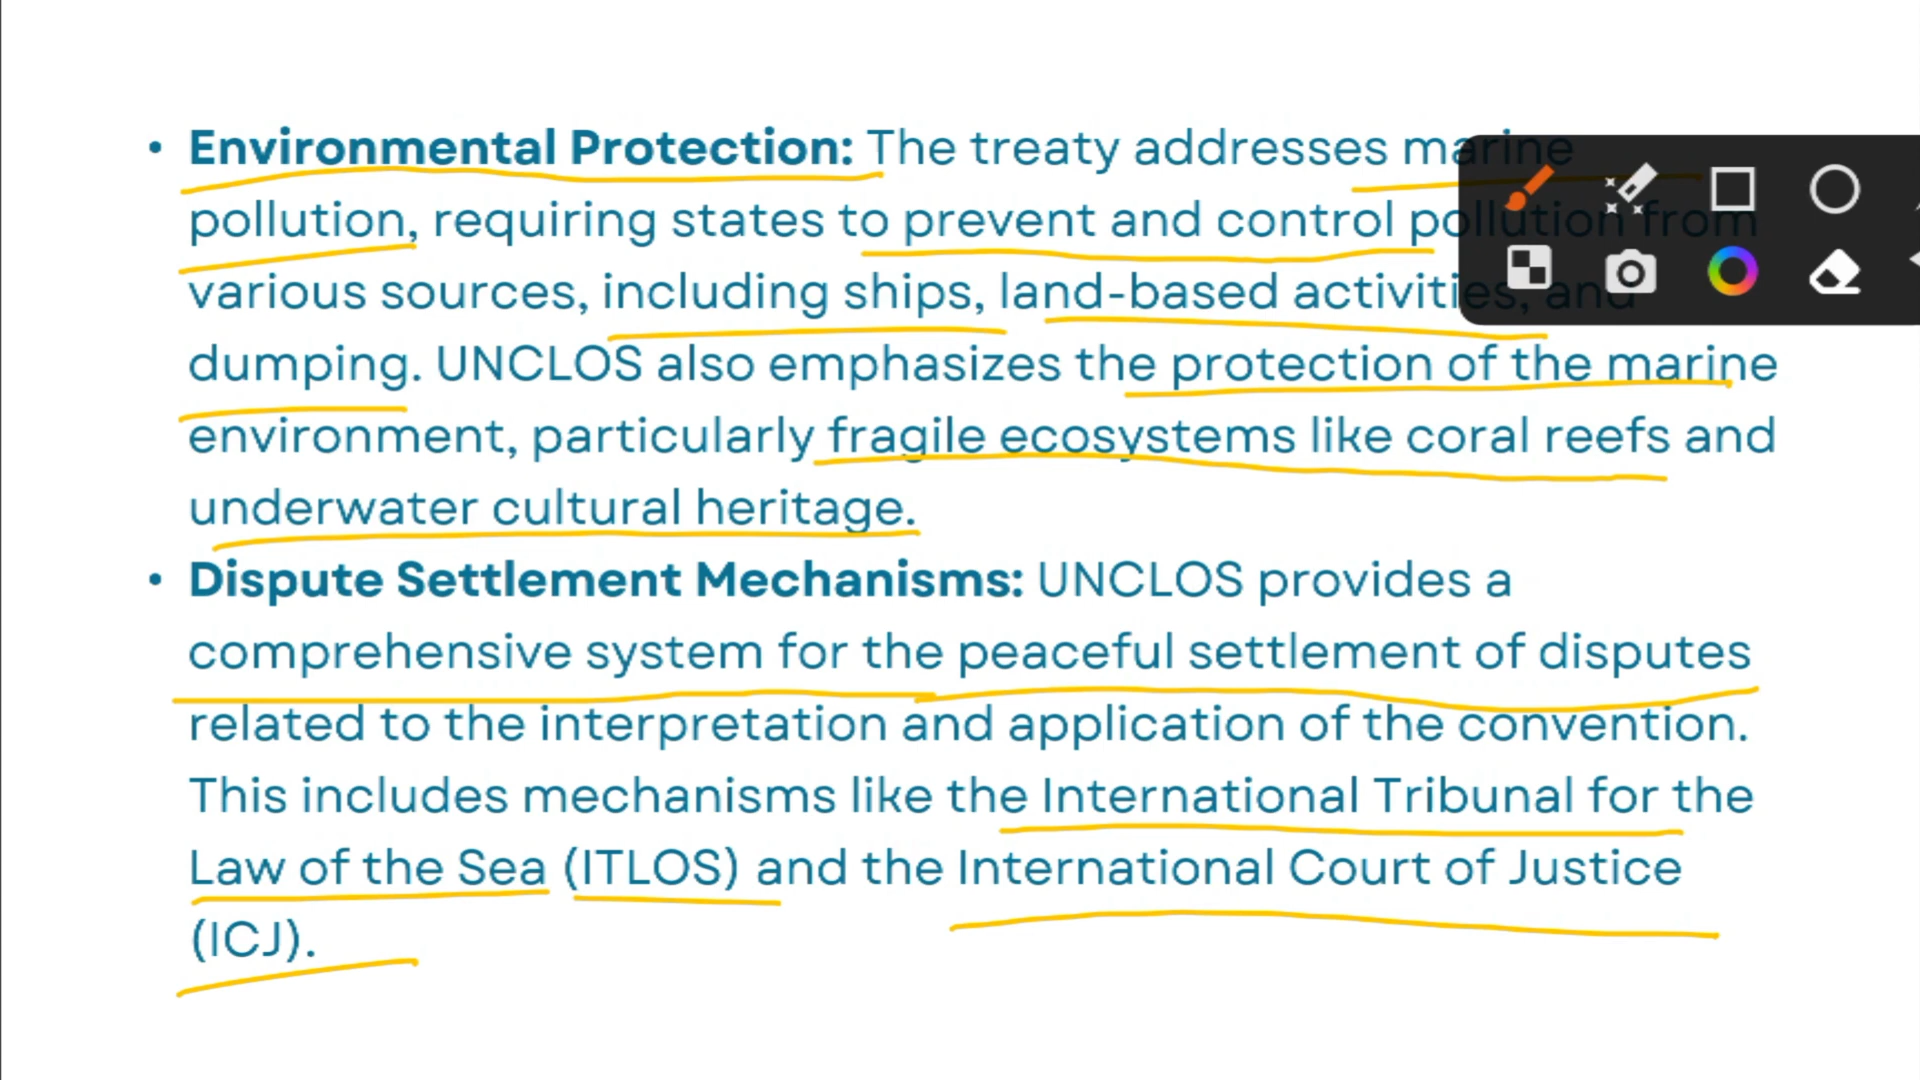 • Environmental Protection: The treaty addresses marine
pollution, requiring states to prevent and control pollution from
various sources, including ships, land-based activities, and
dumping. UNCLOS also emphasizes the protection of the marine
environment, particularly fragile ecosystems like coral reefs and
underwater cultural heritage.
• Dispute Settlement Mechanisms: UNCLOS provides a
comprehensive system for the peaceful settlement of disputes
related to the interpretation and application of the convention.
This includes mechanisms like the International Tribunal for the
Law of the Sea (ITLOS) and the International Court of Justice
(ICJ).